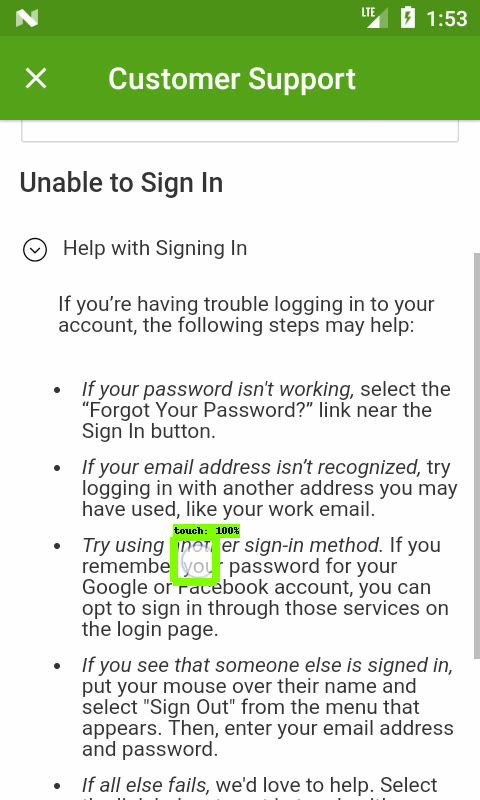 LTE 1:53
Customer Support
Unable to Sign In
Help with Signing In
If you’re having trouble logging in to your
account, the following steps may help:
• If your password isn't working, select the
“Forgot Your Password?” link near the
Sign In button.
• If your email address isn’t recognized, try
logging in with another address you may
have used, like your work email.
touch: 100%
• Try using another sign-in method. If you
remember your password for your
Google or Facebook account, you can
opt to sign in through those services on
the login page.
• If you see that someone else is signed in,
put your mouse over their name and
select "Sign Out" from the menu that
appears. Then, enter your email address
and password.
• If all else fails, we'd love to help. Select